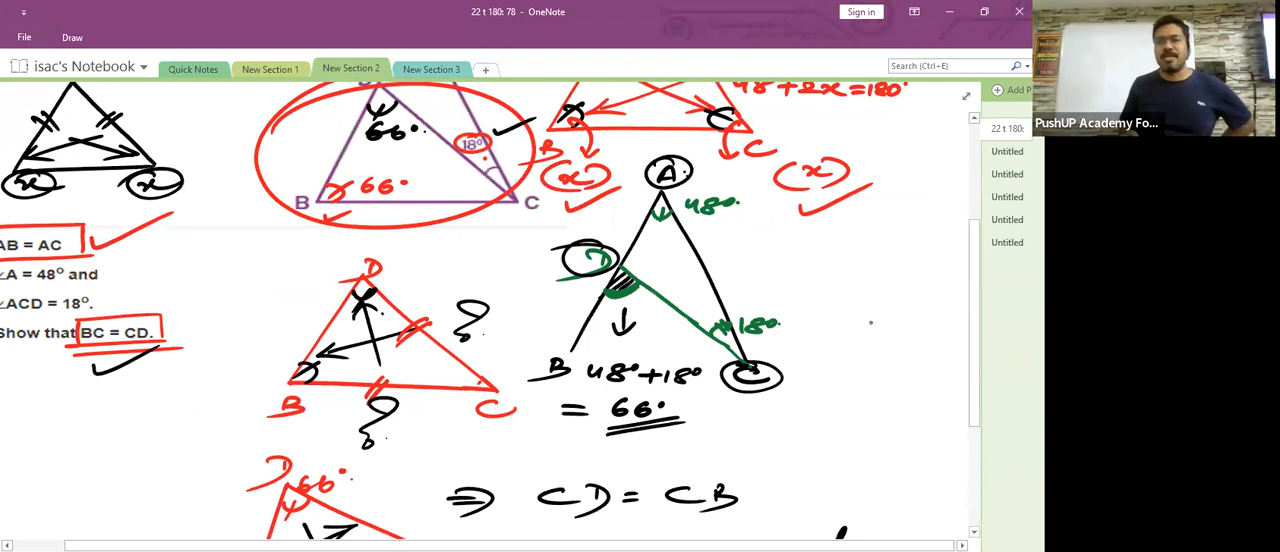 22 t 180: 78 - OneNote
Sign in
File
Draw
isac's Notebook
Quick Notes
New Section 1
New Section 2
New Section 3
+
Search (Ctrl+E)
Add P
22 t 180:
Untitled
Untitled
Untitled
Untitled
Untitled
PushUP Academy Fo...
x
x
AB = AC
∠A = 48° and
∠ACD = 18°.
Show that BC = CD.
66°
18°
B
66°
C
48+2x=180°
B
C
(x)
(x)
A
48°
D
18°
B
C
48°+18°
= 66°
D
B
C
D
66°
⇒ CD = CB